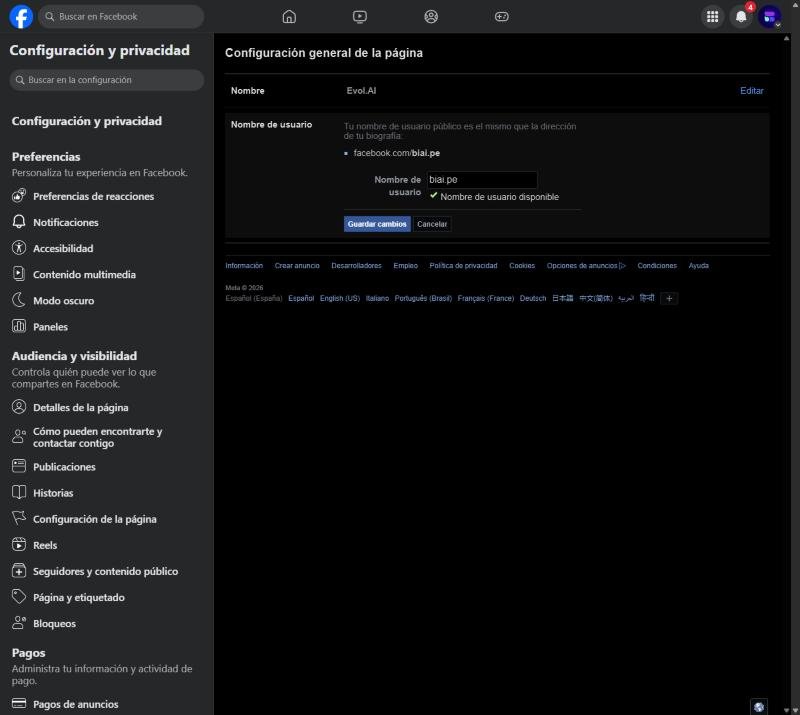 Buscar en Facebook
4
Configuración y privacidad
Buscar en la configuración
Configuración y privacidad
Preferencias
Personaliza tu experiencia en Facebook.
Preferencias de reacciones
Notificaciones
Accesibilidad
Contenido multimedia
Modo oscuro
Paneles
Audiencia y visibilidad
Controla quién puede ver lo que
compartes en Facebook.
Detalles de la página
Cómo pueden encontrarte y
contactar contigo
Publicaciones
Historias
Configuración de la página
Reels
Seguidores y contenido público
Página y etiquetado
Bloqueos
Pagos
Administra tu información y actividad de
pago.
Pagos de anuncios
Configuración general de la página
Nombre Evol.AI Editar
Nombre de usuario
Tu nombre de usuario público es el mismo que la dirección
de tu biografía:
facebook.com/biai.pe
Nombre de
usuario
biai.pe
Nombre de usuario disponible
Guardar cambios Cancelar
Información Crear anuncio Desarrolladores Empleo Política de privacidad Cookies Opciones de anuncios Condiciones Ayuda
Meta © 2026
Español (España) Español English (US) Italiano Português (Brasil) Français (France) Deutsch 日本語 中文(简体) العربية हिन्दी +